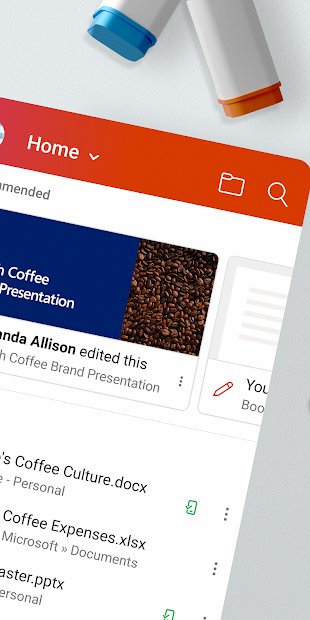 Home
mmended
h Coffee
Presentation
nda Allison edited this
h Coffee Brand Presentation
You
Boo
's Coffee Culture.docx
e - Personal
Coffee Expenses.xlsx
Microsoft » Documents
aster.pptx
ersonal